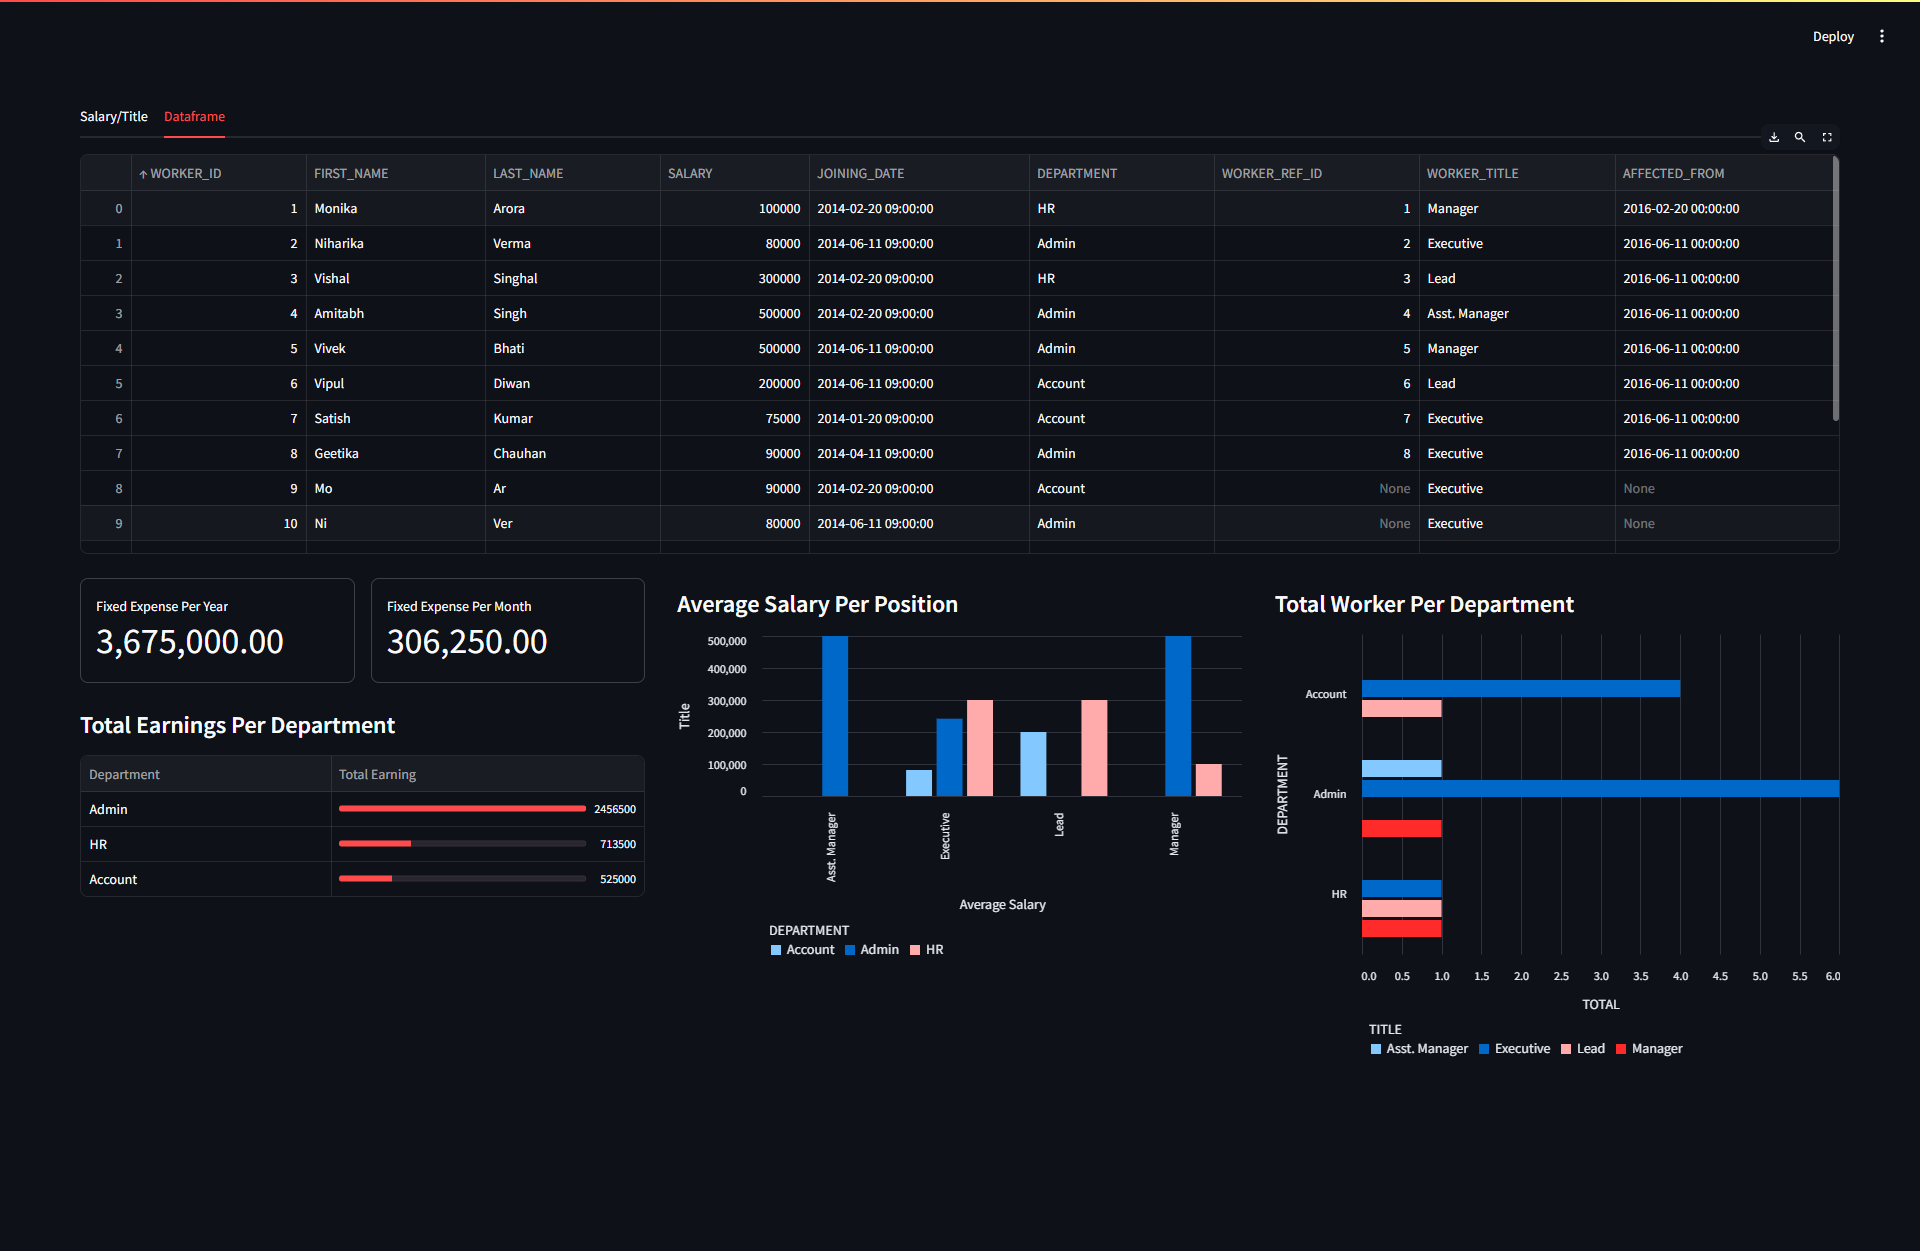 Deploy
Salary/Title Dataframe
WORKER_ID FIRST_NAME LAST_NAME SALARY JOINING_DATE DEPARTMENT WORKER_REF_ID WORKER_TITLE AFFECTED_FROM
0 1 Monika Arora 100000 2014-02-20 09:00:00 HR 1 Manager 2016-02-20 00:00:00
1 2 Niharika Verma 80000 2014-06-11 09:00:00 Admin 2 Executive 2016-06-11 00:00:00
2 3 Vishal Singhal 300000 2014-02-20 09:00:00 HR 3 Lead 2016-06-11 00:00:00
3 4 Amitabh Singh 500000 2014-02-20 09:00:00 Admin 4 Asst. Manager 2016-06-11 00:00:00
4 5 Vivek Bhati 500000 2014-06-11 09:00:00 Admin 5 Manager 2016-06-11 00:00:00
5 6 Vipul Diwan 200000 2014-06-11 09:00:00 Account 6 Lead 2016-06-11 00:00:00
6 7 Satish Kumar 75000 2014-01-20 09:00:00 Account 7 Executive 2016-06-11 00:00:00
7 8 Geetika Chauhan 90000 2014-04-11 09:00:00 Admin 8 Executive 2016-06-11 00:00:00
8 9 Mo Ar 90000 2014-02-20 09:00:00 Account None Executive None
9 10 Ni Ver 80000 2014-06-11 09:00:00 Admin None Executive None
Fixed Expense Per Year
3,675,000.00
Fixed Expense Per Month
306,250.00
Total Earnings Per Department
Department Total Earning
Admin 2456500
HR 713500
Account 525000
Average Salary Per Position
500,000
400,000
300,000
200,000
100,000
0
Title
Asst. Manager Executive Lead Manager
Average Salary
DEPARTMENT
Account Admin HR
Total Worker Per Department
Account
Admin
HR
DEPARTMENT
0.0 0.5 1.0 1.5 2.0 2.5 3.0 3.5 4.0 4.5 5.0 5.5 6.0
TOTAL
TITLE
Asst. Manager Executive Lead Manager